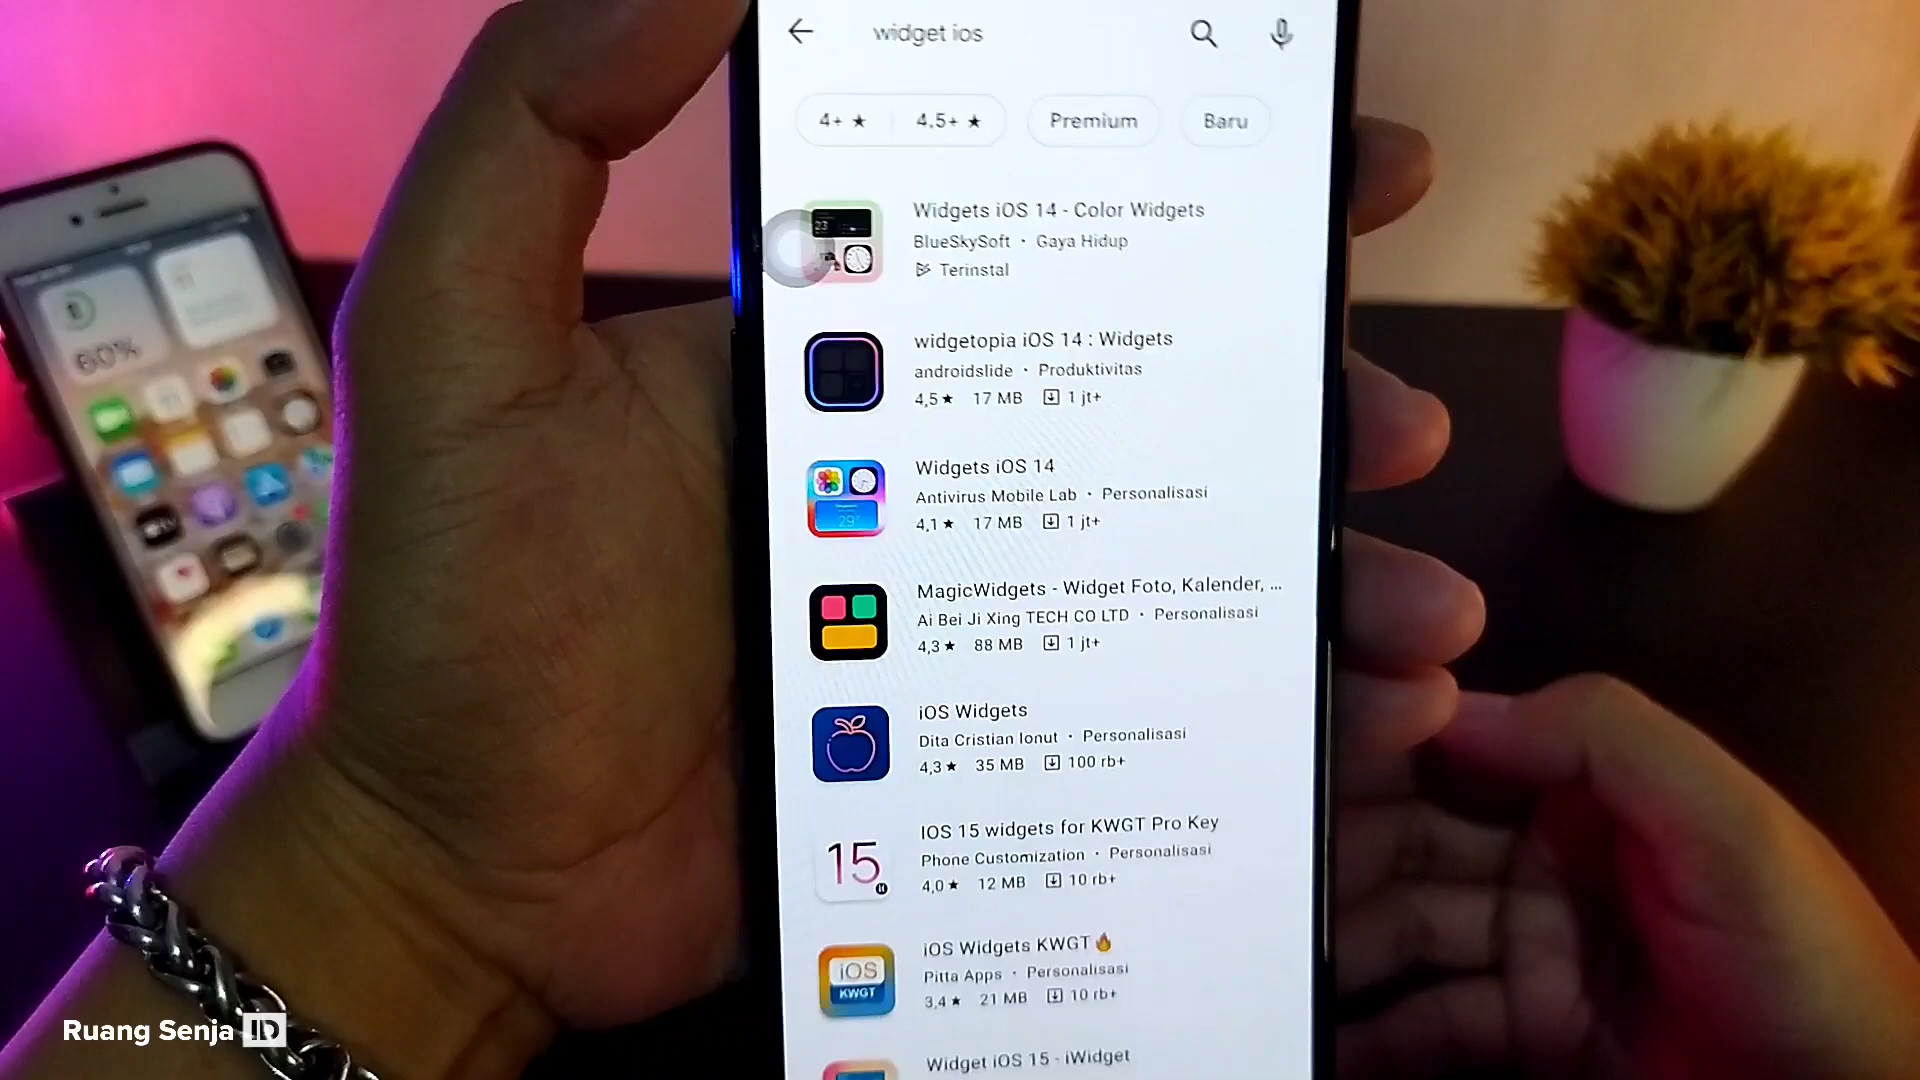 widget ios
4+ ★ 4,5+ ★ Premium Baru
Widgets iOS 14 - Color Widgets
BlueSkySoft · Gaya Hidup
Terinstal
widgetopia iOS 14 : Widgets
androidslide · Produktivitas
4,5 ★ 17 MB 1 jt+
Widgets iOS 14
Antivirus Mobile Lab · Personalisasi
4,1 ★ 17 MB 1 jt+
MagicWidgets - Widget Foto, Kalender, ...
Ai Bei Ji Xing TECH CO LTD · Personalisasi
4,3 ★ 88 MB 1 jt+
iOS Widgets
Dita Cristian Ionut · Personalisasi
4,3 ★ 35 MB 100 rb+
15
IOS 15 widgets for KWGT Pro Key
Phone Customization · Personalisasi
4,0 ★ 12 MB 10 rb+
iOS
KWGT
iOS Widgets KWGT🔥
Pitta Apps · Personalisasi
3,4 ★ 21 MB 10 rb+
Widget iOS 15 - iWidget
23
29°
60%
Ruang Senja ID